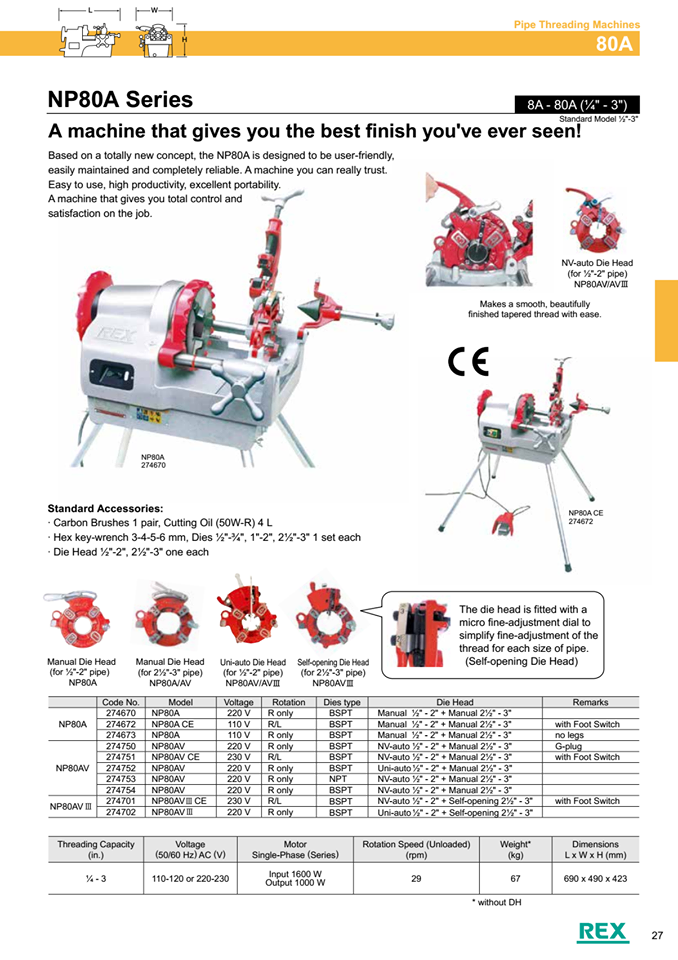 L
W
H
Pipe Threading Machines
80A
NP80A Series
8A - 80A (¼" - 3")
Standard Model ½"-3"
A machine that gives you the best finish you've ever seen!
Based on a totally new concept, the NP80A is designed to be user-friendly,
easily maintained and completely reliable. A machine you can really trust.
Easy to use, high productivity, excellent portability.
A machine that gives you total control and
satisfaction on the job.
NV-auto Die Head
(for ½"-2" pipe)
NP80AV/AVⅢ
Makes a smooth, beautifully
finished tapered thread with ease.
REX
CE
NP80A
274670
NP80A CE
274672
Standard Accessories:
· Carbon Brushes 1 pair, Cutting Oil (50W-R) 4 L
· Hex key-wrench 3-4-5-6 mm, Dies ½"-¾", 1"-2", 2½"-3" 1 set each
· Die Head ½"-2", 2½"-3" one each
The die head is fitted with a
micro fine-adjustment dial to
simplify fine-adjustment of the
thread for each size of pipe.
(Self-opening Die Head)
Manual Die Head
(for ½"-2" pipe)
NP80A
Manual Die Head
(for 2½"-3" pipe)
NP80A/AV
Uni-auto Die Head
(for ½"-2" pipe)
NP80AV/AVⅢ
Self-opening Die Head
(for 2½"-3" pipe)
NP80AVⅢ
Code No. Model Voltage Rotation Dies type Die Head Remarks
NP80A
274670 NP80A 220 V R only BSPT Manual ½" - 2" + Manual 2½" - 3"
274672 NP80A CE 110 V R/L BSPT Manual ½" - 2" + Manual 2½" - 3" with Foot Switch
274673 NP80A 110 V R only BSPT Manual ½" - 2" + Manual 2½" - 3" no legs
NP80AV
274750 NP80AV 220 V R only BSPT NV-auto ½" - 2" + Manual 2½" - 3" G-plug
274751 NP80AV CE 230 V R/L BSPT NV-auto ½" - 2" + Manual 2½" - 3" with Foot Switch
274752 NP80AV 220 V R only BSPT Uni-auto ½" - 2" + Manual 2½" - 3"
274753 NP80AV 220 V R only NPT NV-auto ½" - 2" + Manual 2½" - 3"
274754 NP80AV 220 V R only BSPT NV-auto ½" - 2" + Manual 2½" - 3"
NP80AV Ⅲ
274701 NP80AVⅢ CE 230 V R/L BSPT NV-auto ½" - 2" + Self-opening 2½" - 3" with Foot Switch
274702 NP80AVⅢ 220 V R only BSPT Uni-auto ½" - 2" + Self-opening 2½" - 3"
Threading Capacity (in.) Voltage (50/60 Hz) AC (V) Motor Single-Phase (Series) Rotation Speed (Unloaded) (rpm) Weight* (kg) Dimensions L x W x H (mm)
¼ - 3 110-120 or 220-230 Input 1600 W Output 1000 W 29 67 690 x 490 x 423
* without DH
REX
27